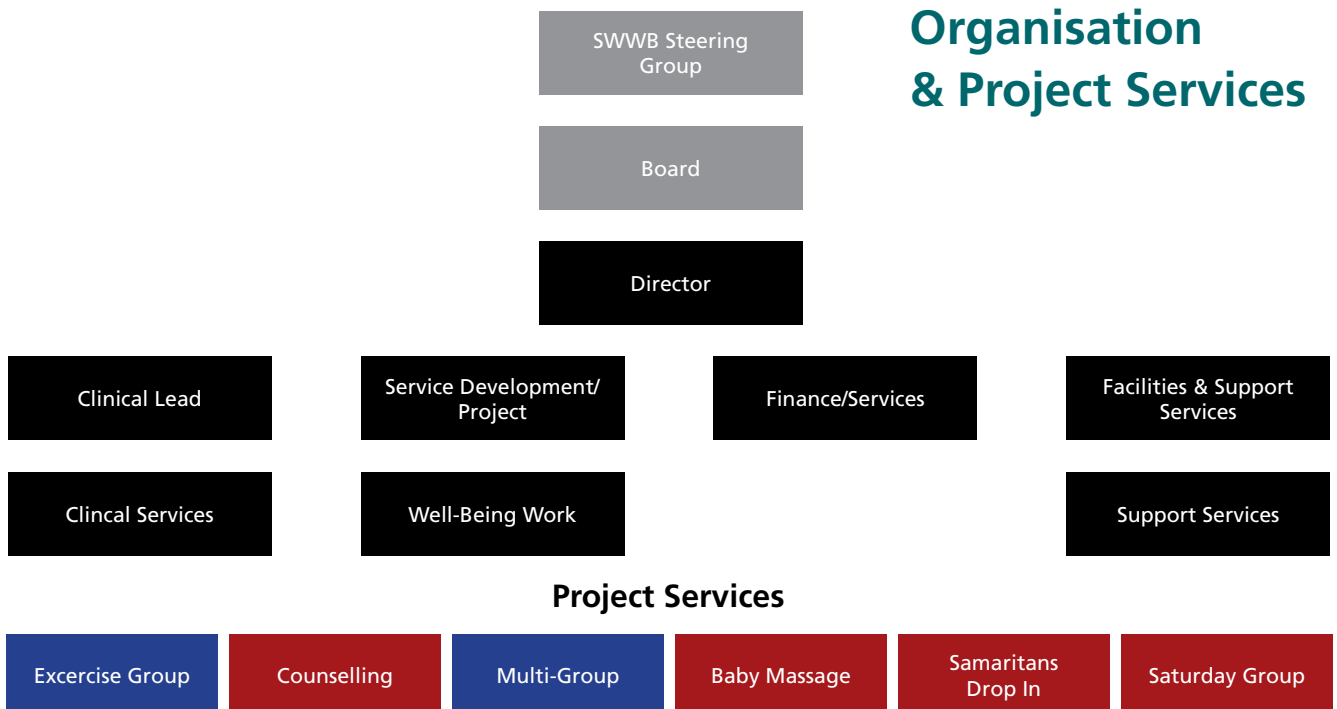 Organisation
& Project Services
SWWB Steering
Group
Board
Director
Clinical Lead
Service Development/
Project
Finance/Services
Facilities & Support
Services
Clincal Services
Well-Being Work
Support Services
Project Services
Excercise Group
Counselling
Multi-Group
Baby Massage
Samaritans
Drop In
Saturday Group